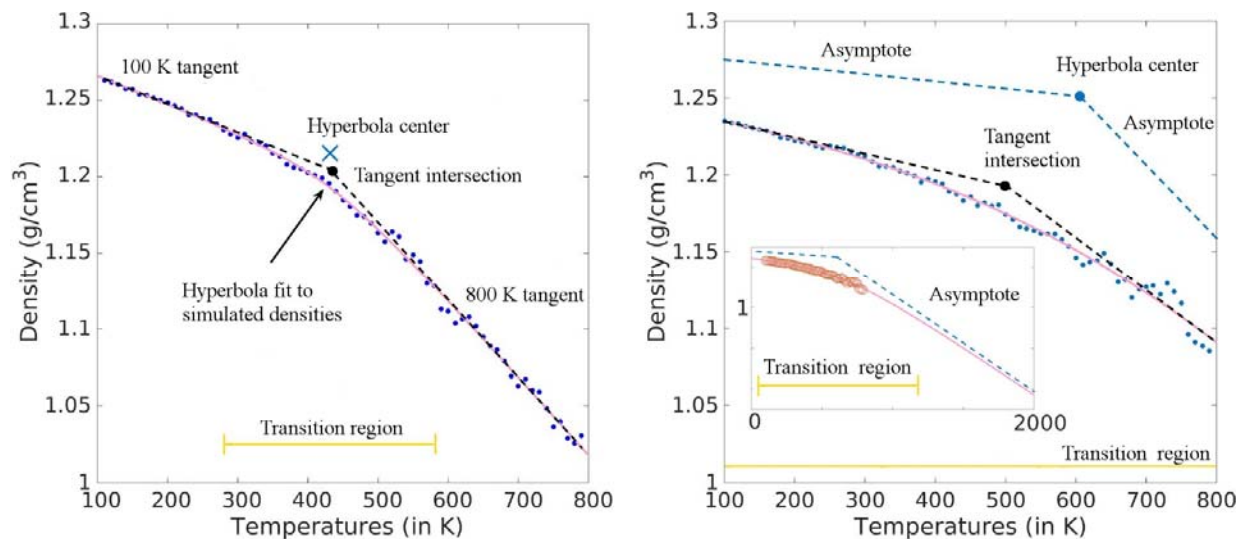 1.3
1.25
1.2
1.15
1.1
1.05
1
Density (g/cm3)
100 K tangent
Hyperbola center
Tangent intersection
Hyperbola fit to
simulated densities
800 K tangent
Transition region
100 200 300 400 500 600 700 800
Temperatures (in K)
1.3
1.25
1.2
1.15
1.1
1.05
1
Density (g/cm3)
Asymptote
Hyperbola center
Asymptote
Tangent
intersection
1
Asymptote
Transition region
0 2000
Transition region
100 200 300 400 500 600 700 800
Temperatures (in K)